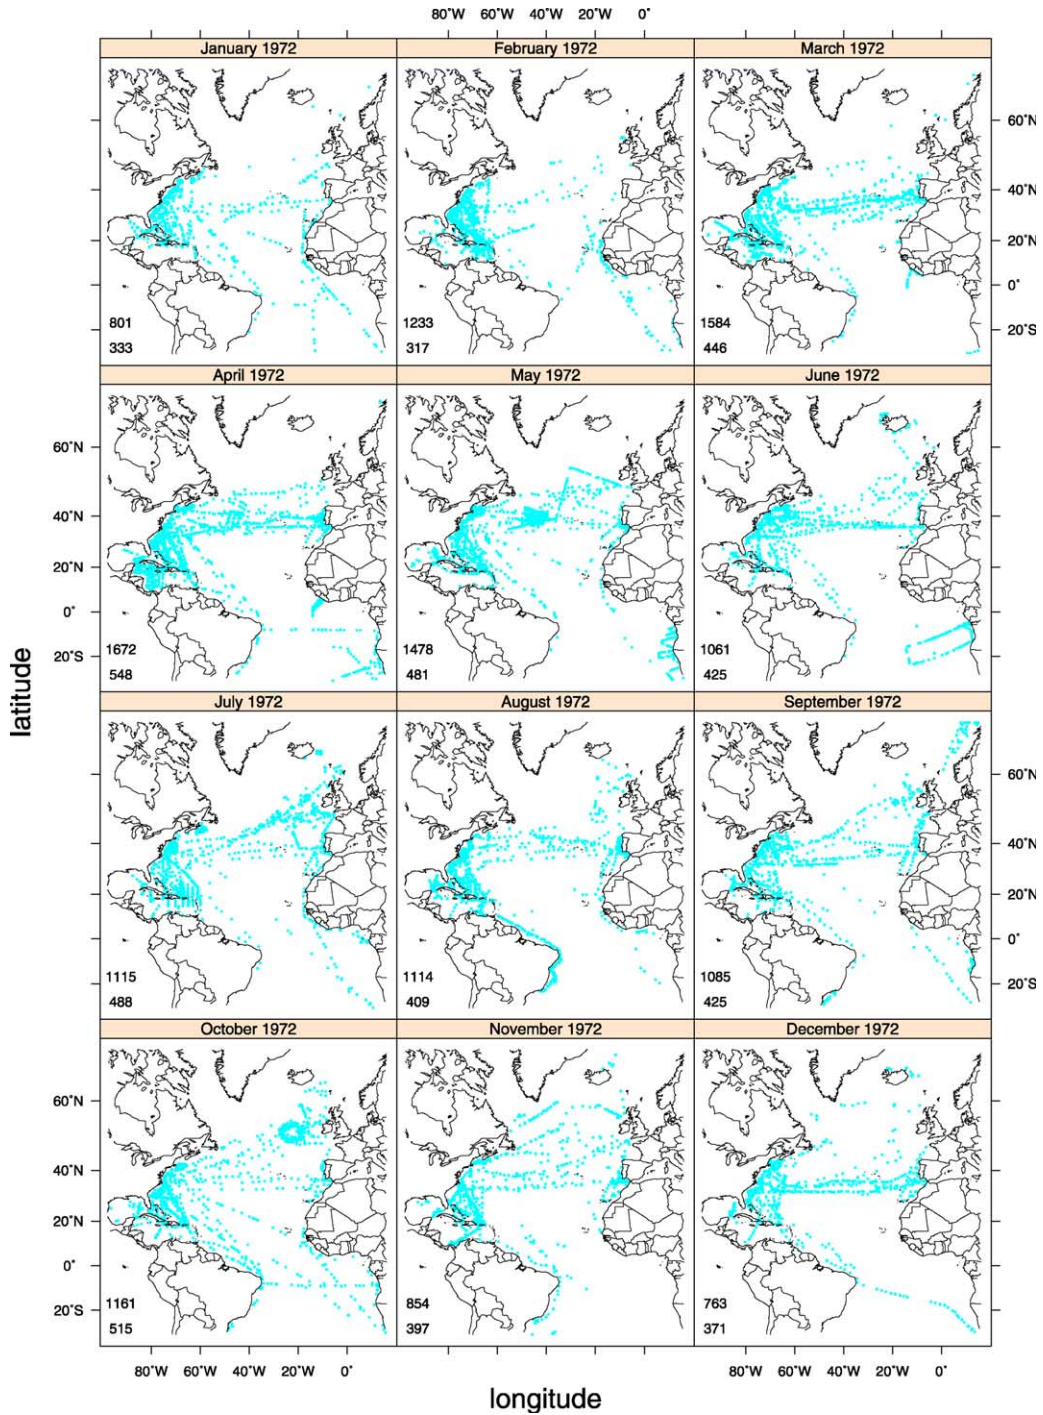 80°W 60°W 40°W 20°W 0°
January 1972 February 1972 March 1972
60°N
40°N
20°N
0°
20°S
801 1233 1584
333 317 446
April 1972 May 1972 June 1972
60°N
40°N
20°N
0°
20°S
1672 1478 1061
548 481 425
latitude
July 1972 August 1972 September 1972
60°N
40°N
20°N
0°
20°S
1115 1114 1085
488 409 425
October 1972 November 1972 December 1972
60°N
40°N
20°N
0°
20°S
1161 854 763
515 397 371
80°W 60°W 40°W 20°W 0° 80°W 60°W 40°W 20°W 0°
longitude